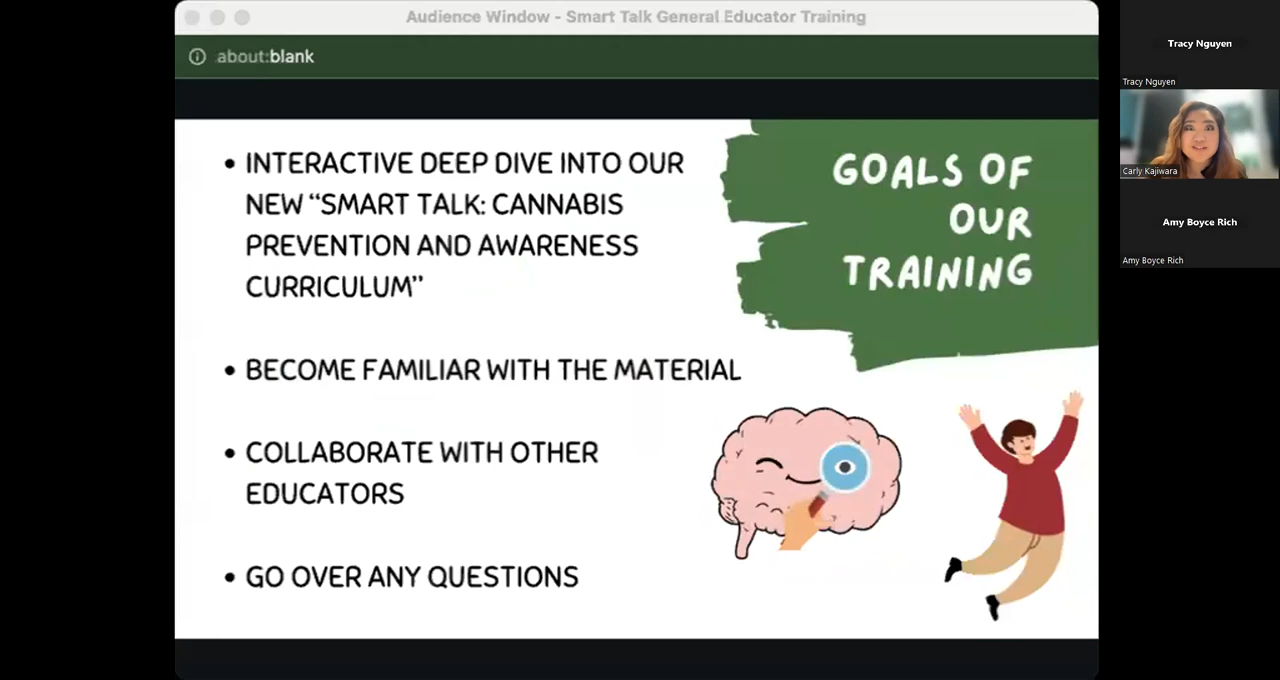 Audience Window - Smart Talk General Educator Training
about:blank
• INTERACTIVE DEEP DIVE INTO OUR
NEW “SMART TALK: CANNABIS
PREVENTION AND AWARENESS
CURRICULUM”
• BECOME FAMILIAR WITH THE MATERIAL
• COLLABORATE WITH OTHER
EDUCATORS
• GO OVER ANY QUESTIONS
GOALS OF
OUR
TRAINING
Tracy Nguyen
Tracy Nguyen
Carly Kajiwara
Amy Boyce Rich
Amy Boyce Rich